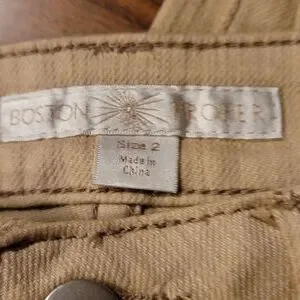 BOSTON PROPER
Size 2
Made in
China